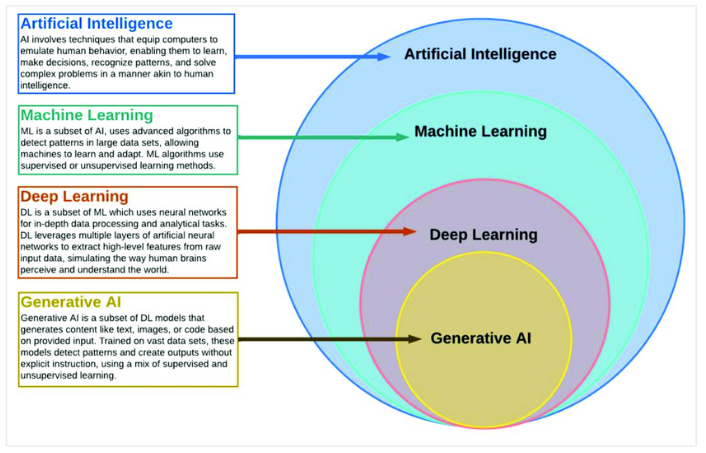 Artificial Intelligence
AI involves techniques that equip computers to
emulate human behavior, enabling them to learn,
make decisions, recognize patterns, and solve
complex problems in a manner akin to human
intelligence.
Machine Learning
ML is a subset of AI, uses advanced algorithms to
detect patterns in large data sets, allowing
machines to learn and adapt. ML algorithms use
supervised or unsupervised learning methods.
Deep Learning
DL is a subset of ML which uses neural networks
for in-depth data processing and analytical tasks.
DL leverages multiple layers of artificial neural
networks to extract high-level features from raw
input data, simulating the way human brains
perceive and understand the world.
Generative AI
Generative AI is a subset of DL models that
generates content like text, images, or code based
on provided input. Trained on vast data sets, these
models detect patterns and create outputs without
explicit instruction, using a mix of supervised and
unsupervised learning.
Artificial Intelligence
Machine Learning
Deep Learning
Generative AI